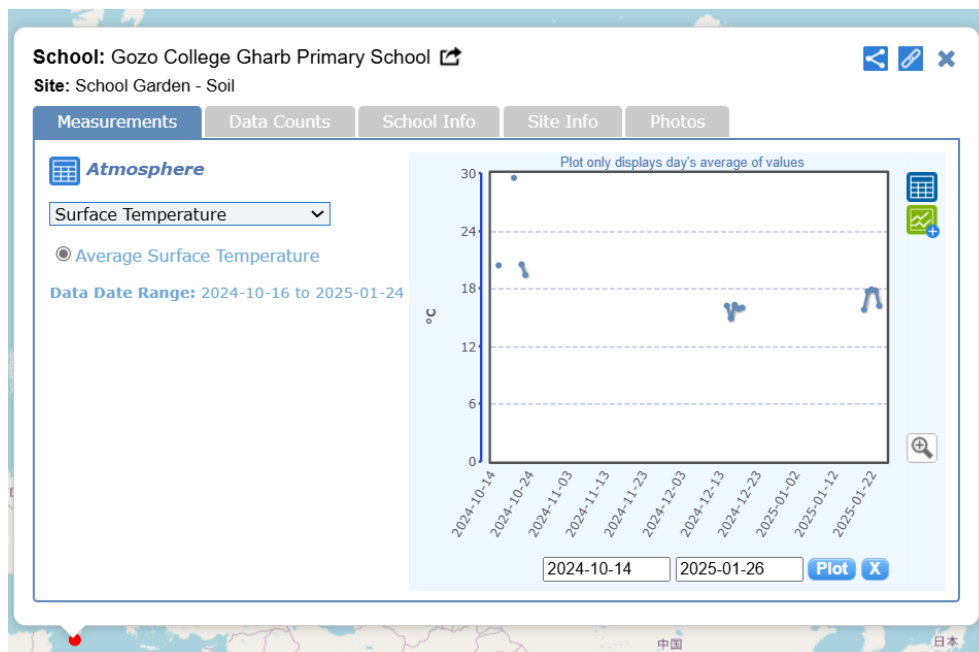 School: Gozo College Gharb Primary School
Site: School Garden - Soil
Measurements
Data Counts
School Info
Site Info
Photos
Atmosphere
Surface Temperature
Average Surface Temperature
Data Date Range: 2024-10-16 to 2025-01-24
Plot only displays day's average of values
30
24
18
12
6
0
°C
2024-10-14
2024-10-24
2024-11-03
2024-11-13
2024-11-23
2024-12-03
2024-12-13
2024-12-23
2025-01-02
2025-01-12
2025-01-22
2024-10-14
2025-01-26
Plot
X
中国
日本